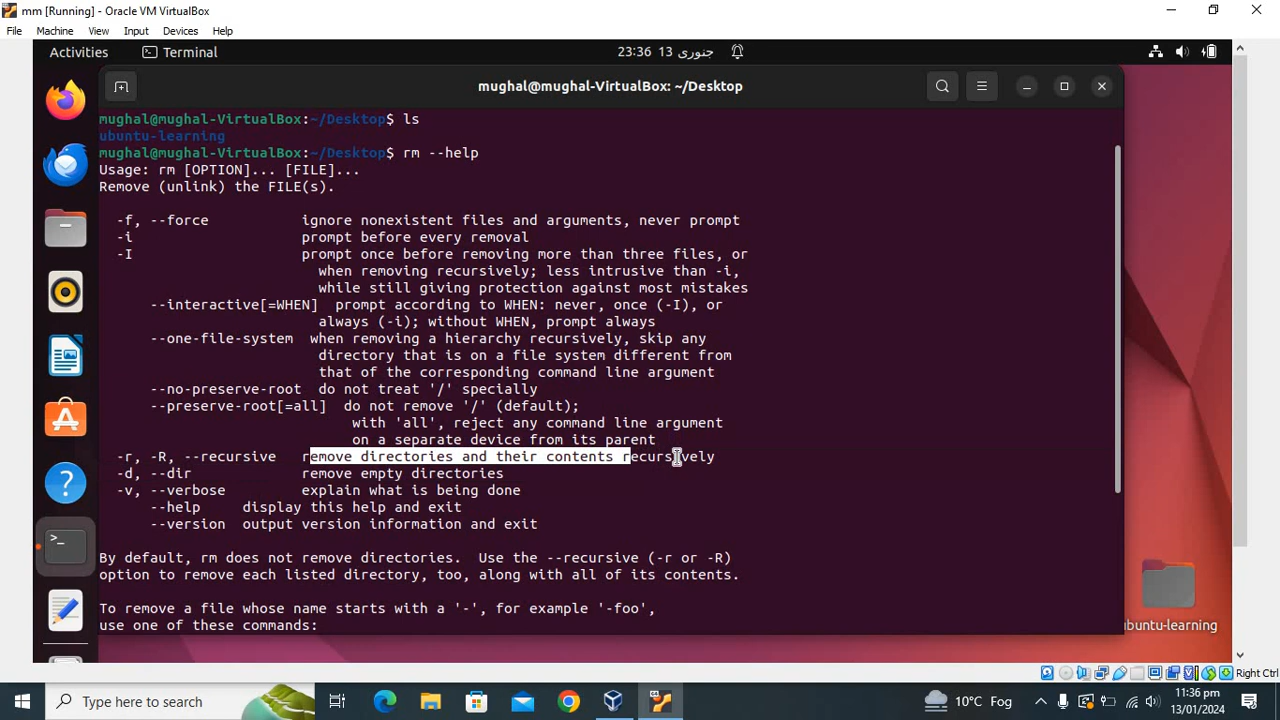 mm [Running] - Oracle VM VirtualBox
File Machine View Input Devices Help
Activities Terminal 23:36 13 جنوری
mughal@mughal-VirtualBox: ~/Desktop
mughal@mughal-VirtualBox:~/Desktop$ ls
ubuntu-learning
mughal@mughal-VirtualBox:~/Desktop$ rm --help
Usage: rm [OPTION]... [FILE]...
Remove (unlink) the FILE(s).
-f, --force ignore nonexistent files and arguments, never prompt
-i prompt before every removal
-I prompt once before removing more than three files, or
when removing recursively; less intrusive than -i,
while still giving protection against most mistakes
--interactive[=WHEN] prompt according to WHEN: never, once (-I), or
always (-i); without WHEN, prompt always
--one-file-system when removing a hierarchy recursively, skip any
directory that is on a file system different from
that of the corresponding command line argument
--no-preserve-root do not treat '/' specially
--preserve-root[=all] do not remove '/' (default);
with 'all', reject any command line argument
on a separate device from its parent
-r, -R, --recursive remove directories and their contents recursively
-d, --dir remove empty directories
-v, --verbose explain what is being done
--help display this help and exit
--version output version information and exit
By default, rm does not remove directories. Use the --recursive (-r or -R)
option to remove each listed directory, too, along with all of its contents.
To remove a file whose name starts with a '-', for example '-foo',
use one of these commands:
ubuntu-learning
Right Ctrl
Type here to search
10°C Fog
11:36 pm
13/01/2024